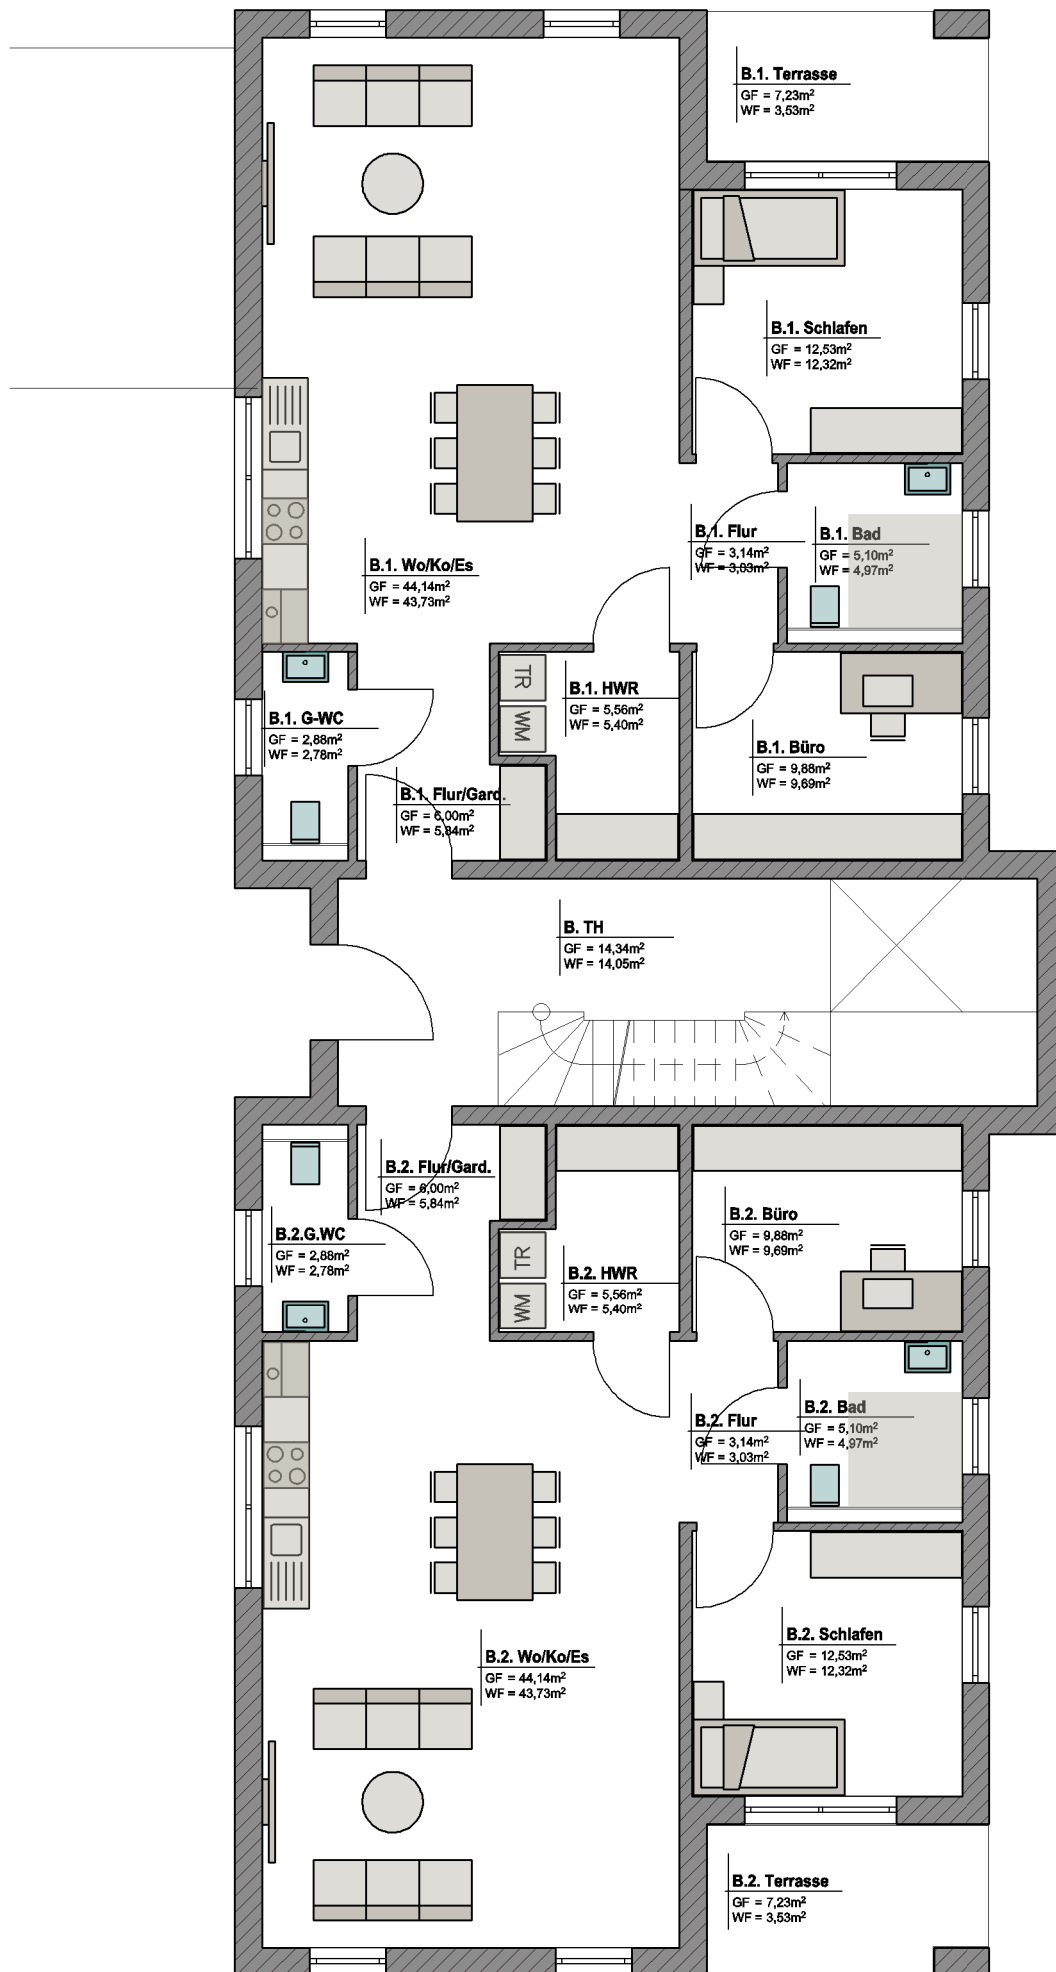 B.1. Terrasse
GF = 7,23m²
WF = 3,53m²
B.1. Schlafen
GF = 12,53m²
WF = 12,32m²
B.1. Flur
GF = 3,14m²
WF = 3,03m²
B.1. Bad
GF = 5,10m²
WF = 4,97m²
B.1. Wo/Ko/Es
GF = 44,14m²
WF = 43,73m²
TR
WM
B.1. HWR
GF = 5,56m²
WF = 5,40m²
B.1. G-WC
GF = 2,88m²
WF = 2,78m²
B.1. Büro
GF = 9,88m²
WF = 9,69m²
B.1. Flur/Gard.
GF = 6,00m²
WF = 5,84m²
B. TH
GF = 14,34m²
WF = 14,05m²
B.2. Flur/Gard.
GF = 6,00m²
WF = 5,84m²
B.2. Büro
GF = 9,88m²
WF = 9,69m²
B.2.G.WC
GF = 2,88m²
WF = 2,78m²
TR
WM
B.2. HWR
GF = 5,56m²
WF = 5,40m²
B.2. Flur
GF = 3,14m²
WF = 3,03m²
B.2. Bad
GF = 5,10m²
WF = 4,97m²
B.2. Schlafen
GF = 12,53m²
WF = 12,32m²
B.2. Wo/Ko/Es
GF = 44,14m²
WF = 43,73m²
B.2. Terrasse
GF = 7,23m²
WF = 3,53m²